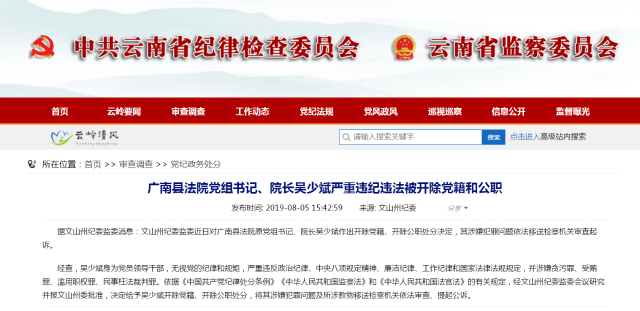 中共云南省纪律检查委员会 云南省监察委员会
首页 云岭要闻 审查调查 工作动态 党纪法规 党风政风 巡视巡察 信息公开 监督曝光
云岭清风 请输入搜索关键字 搜索 点击进入高级站内搜索
所在位置：首页 >> 审查调查 >> 党纪政务处分
广南县法院党组书记、院长吴少斌严重违纪违法被开除党籍和公职
发布时间: 2019-08-05 15:42:59 来源: 文山州纪委 分享
据文山州纪委监委消息：文山州纪委监委近日对广南县法院原党组书记、院长吴少斌作出开除党籍、开除公职处分决定，其涉嫌犯罪问题依法移送检察机关审查起
诉。
经查，吴少斌身为党员领导干部，无视党的纪律和规矩，严重违反政治纪律、中央八项规定精神、廉洁纪律、工作纪律和国家法律法规规定，并涉嫌贪污罪、受贿
罪、滥用职权罪、民事枉法裁判罪。依据《中国共产党纪律处分条例》《中华人民共和国监察法》和《中华人民共和国法官法》的有关规定，经文山州纪委监委会议研究
并报文山州委批准，决定给予吴少斌开除党籍、开除公职处分，将其涉嫌犯罪问题及所涉款物移送检察机关依法审查、提起公诉。